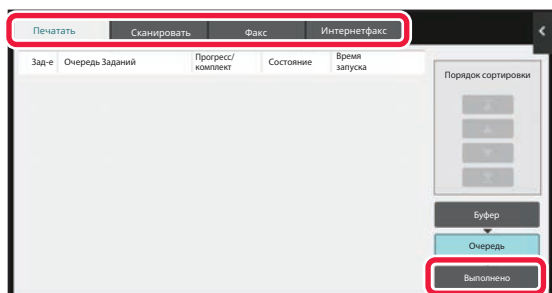 Печатать Сканировать Факс Интернетфакс
Зад-е Очередь Заданий Прогресс/ комплект Состояние Время запуска
Порядок сортировки
Буфер
Очередь
Выполнено